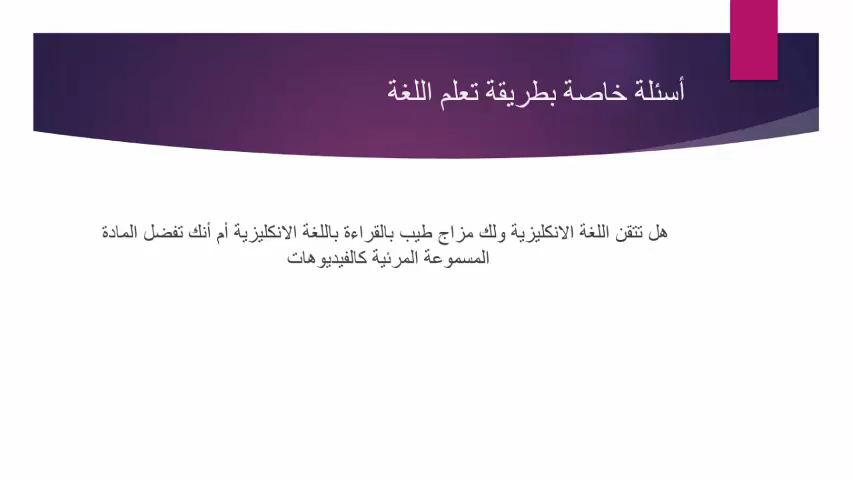 أسئلة خاصة بطريقة تعلم اللغة
هل تتقن اللغة الانكليزية ولك مزاج طيب بالقراءة باللغة الانكليزية أم أنك تفضل المادة
المسموعة المرئية كالفيديوهات